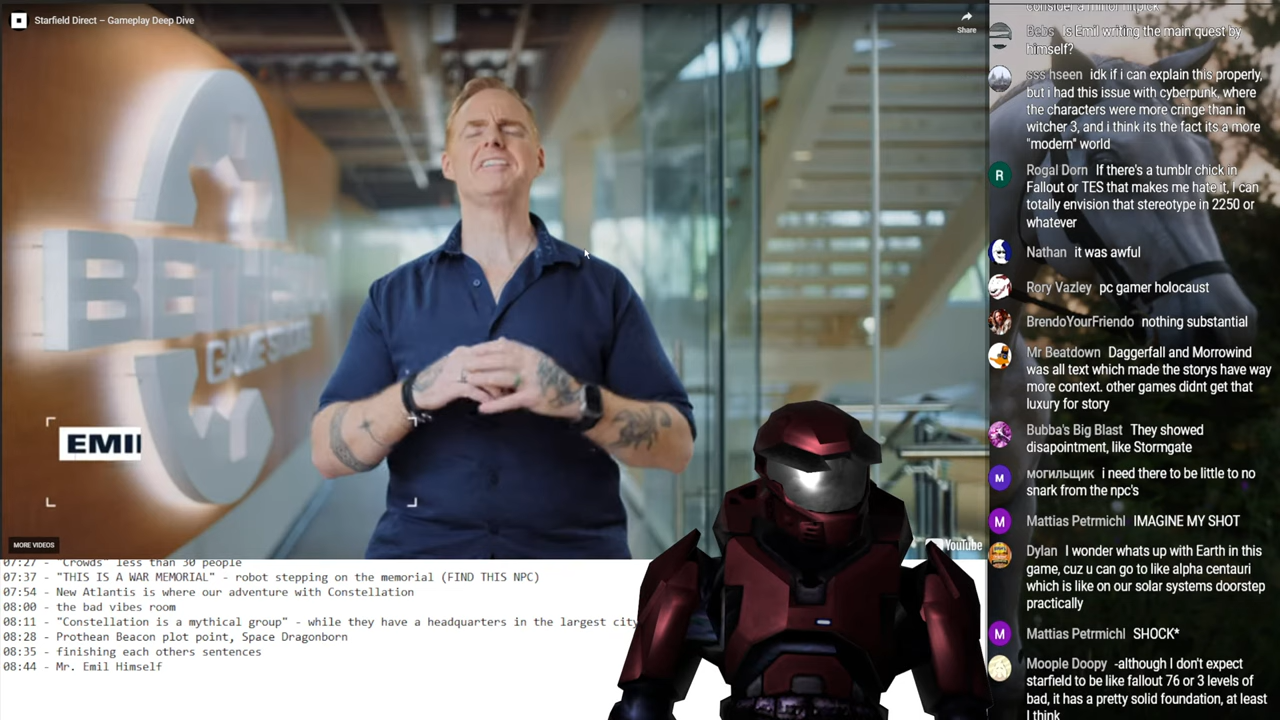 Starfield Direct – Gameplay Deep Dive
Share
BETHE
GAME
EMII
MORE VIDEOS
YouTube
07:27 - "Crowds" less than 30 people
07:37 - "THIS IS A WAR MEMORIAL" - robot stepping on the memorial (FIND THIS NPC)
07:54 - New Atlantis is where our adventure with Constellation
08:00 - the bad vibes room
08:11 - "Constellation is a mythical group" - while they have a headquarters in the largest city
08:28 - Prothean Beacon plot point, Space Dragonborn
08:35 - finishing each others sentences
08:44 - Mr. Emil Himself
consider a minor nitpick
Bebs Is Emil writing the main quest by
himself?
sss hseen idk if i can explain this properly,
but i had this issue with cyberpunk, where
the characters were more cringe than in
witcher 3, and i think its the fact its a more
"modern" world
R
Rogal Dorn If there's a tumblr chick in
Fallout or TES that makes me hate it, I can
totally envision that stereotype in 2250 or
whatever
Nathan it was awful
Rory Vazley pc gamer holocaust
BrendoYourFriendo nothing substantial
Mr Beatdown Daggerfall and Morrowind
was all text which made the storys have way
more context. other games didnt get that
luxury for story
Bubba's Big Blast They showed
disapointment, like Stormgate
м
могильщик i need there to be little to no
snark from the npc's
M
Mattias Petrmichl IMAGINE MY SHOT
Dylan I wonder whats up with Earth in this
game, cuz u can go to like alpha centauri
which is like on our solar systems doorstep
practically
M
Mattias Petrmichl SHOCK*
Moople Doopy -although I don't expect
starfield to be like fallout 76 or 3 levels of
bad, it has a pretty solid foundation, at least
I think